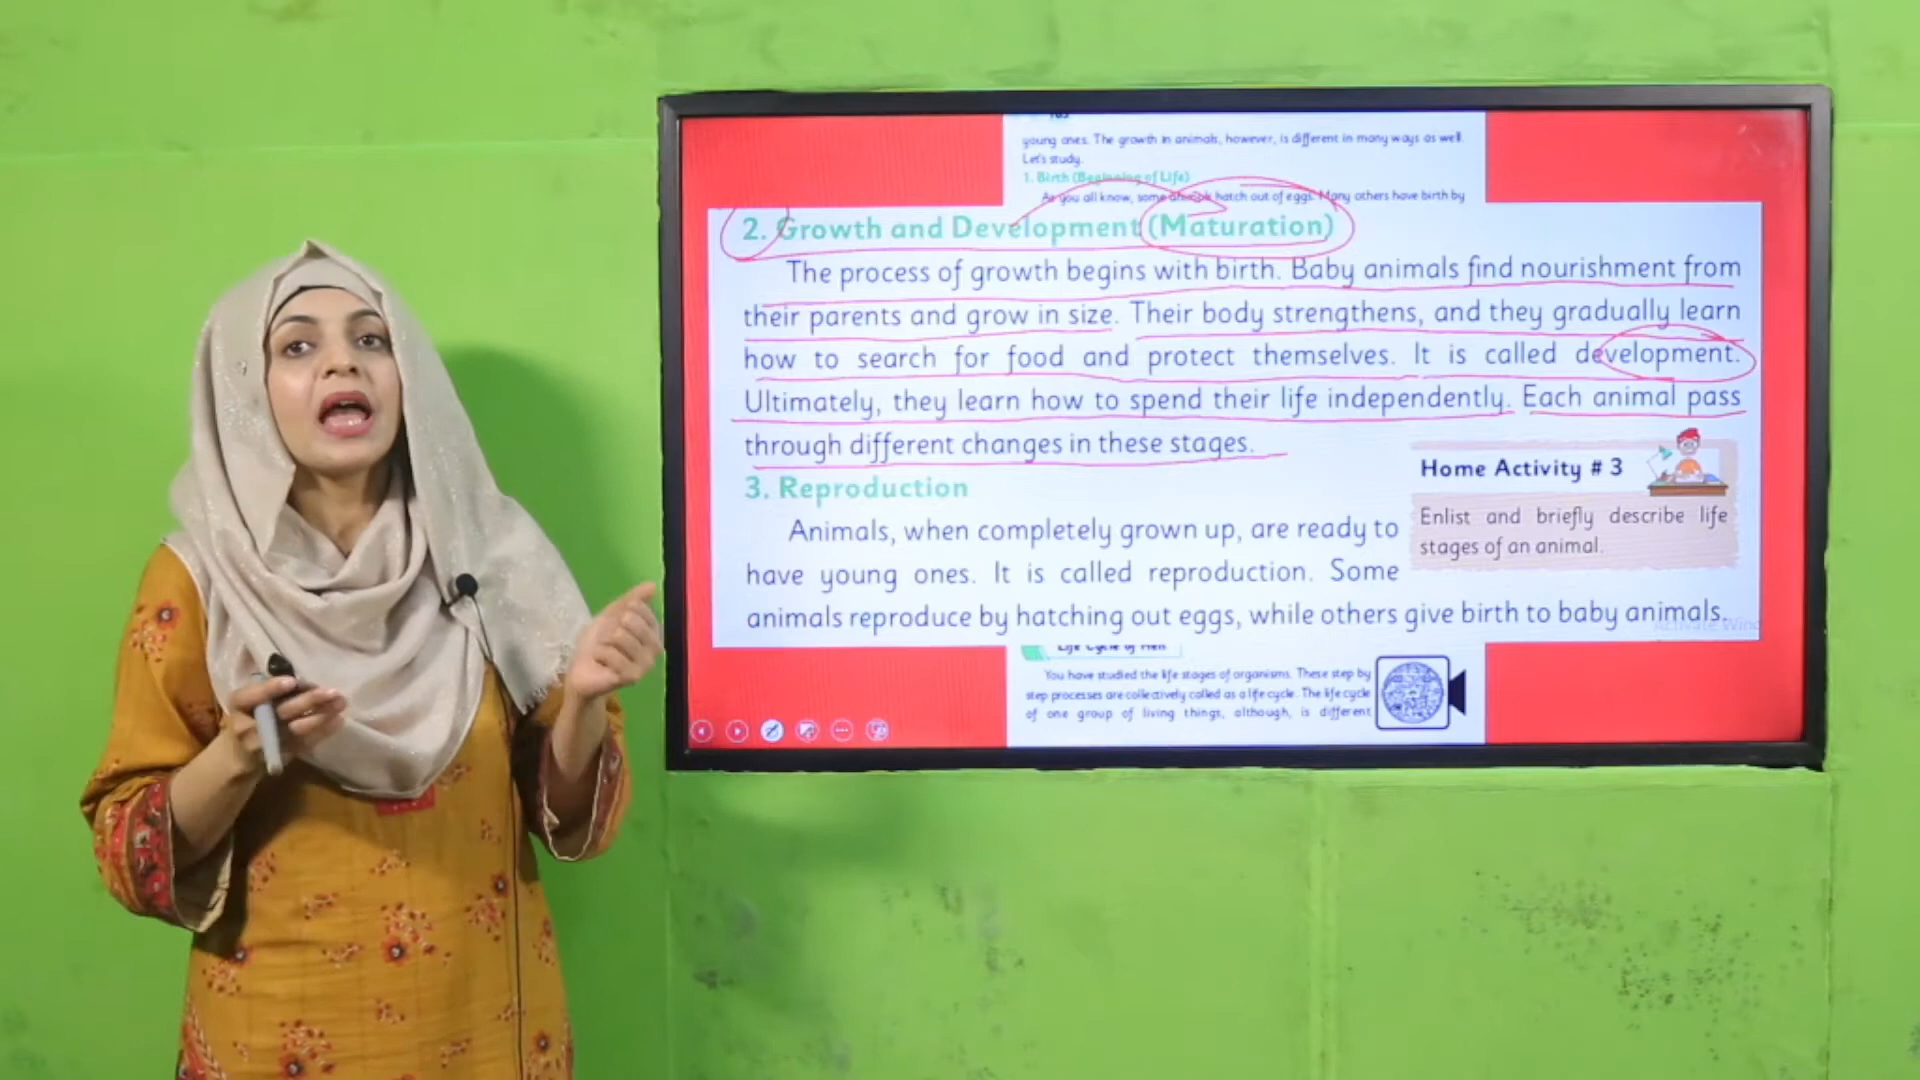 103
young ones. The growth in animals, however, is different in many ways as well.
Let's study.
1. Birth (Beginning of Life)
As you all know, some animals hatch out of eggs. Many others have birth by
2. Growth and Development (Maturation)
The process of growth begins with birth. Baby animals find nourishment from
their parents and grow in size. Their body strengthens, and they gradually learn
how to search for food and protect themselves. It is called development.
Ultimately, they learn how to spend their life independently. Each animal pass
through different changes in these stages.
3. Reproduction
Animals, when completely grown up, are ready to
have young ones. It is called reproduction. Some
animals reproduce by hatching out eggs, while others give birth to baby animals.
Home Activity # 3
Enlist and briefly describe life
stages of an animal.
Activate Wind
Life Cycle of Hen
You have studied the life stages of organisms. These step by
step processes are collectively called as a life cycle. The life cycle
of one group of living things, although, is different